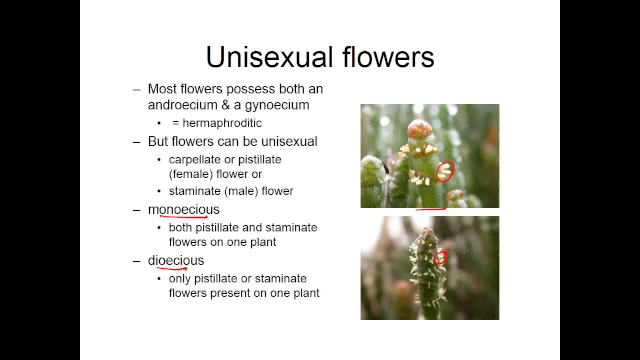 Unisexual flowers
– Most flowers possess both an
androecium & a gynoecium
• = hermaphroditic
– But flowers can be unisexual
• carpellate or pistillate
(female) flower or
• staminate (male) flower
– monoecious
• both pistillate and staminate
flowers on one plant
– dioecious
• only pistillate or staminate
flowers present on one plant